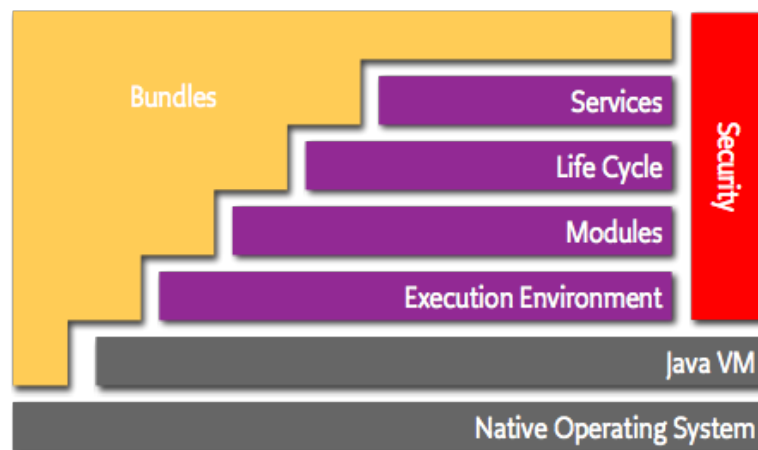 Bundles
Services
Life Cycle
Modules
Execution Environment
Security
Java VM
Native Operating System